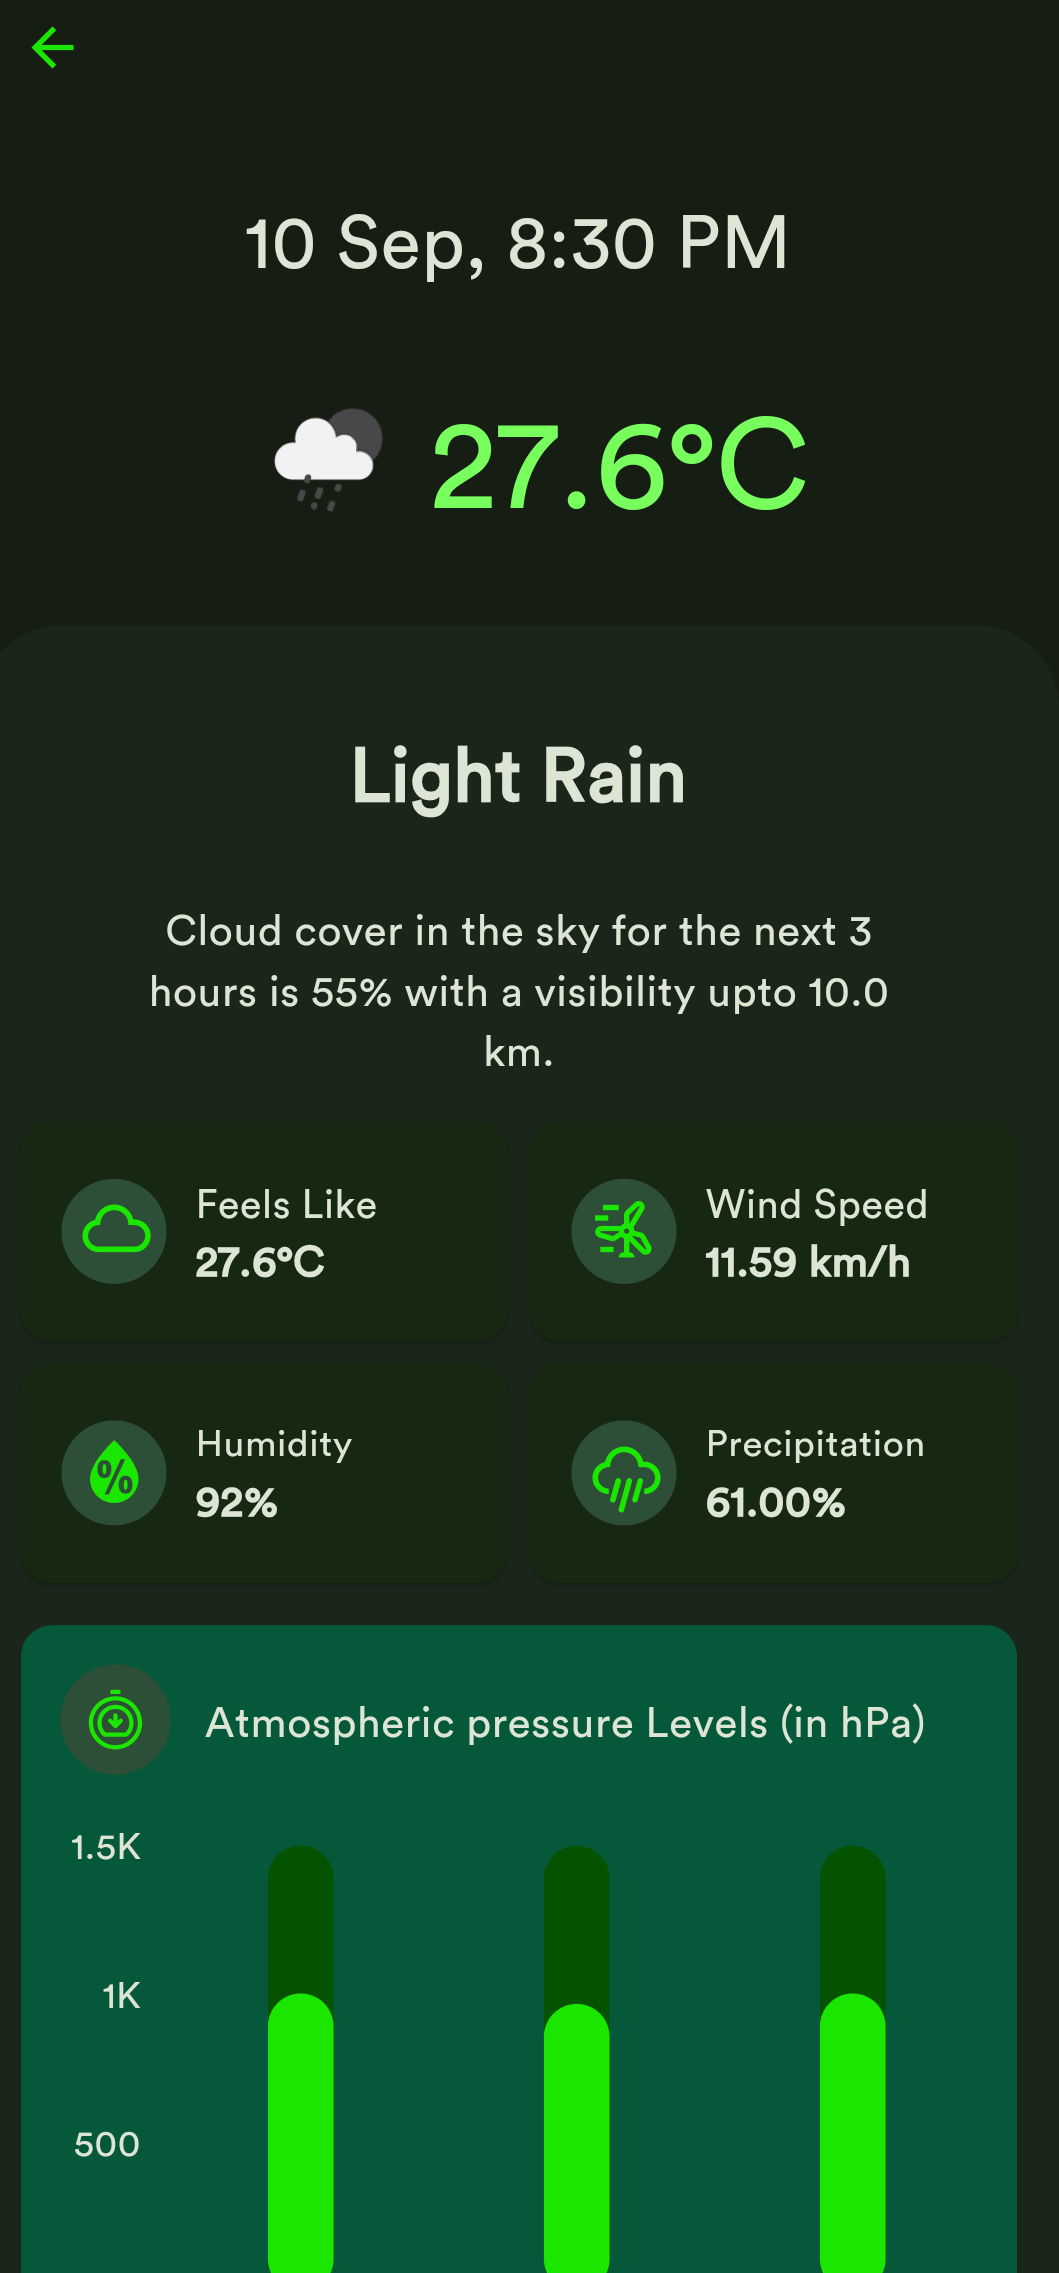 10 Sep, 8:30 PM
27.6°C
Light Rain
Cloud cover in the sky for the next 3
hours is 55% with a visibility upto 10.0
km.
Feels Like
27.6°C
Wind Speed
11.59 km/h
Humidity
92%
Precipitation
61.00%
Atmospheric pressure Levels (in hPa)
1.5K
1K
500